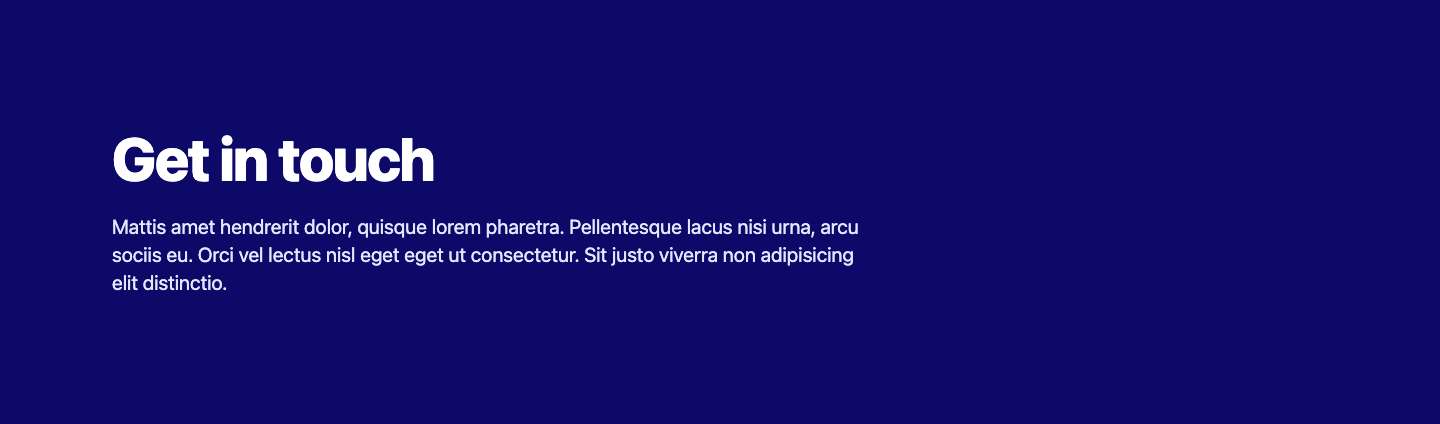 Get in touch
Mattis amet hendrerit dolor, quisque lorem pharetra. Pellentesque lacus nisi urna, arcu
sociis eu. Orci vel lectus nisl eget eget ut consectetur. Sit justo viverra non adipisicing
elit distinctio.